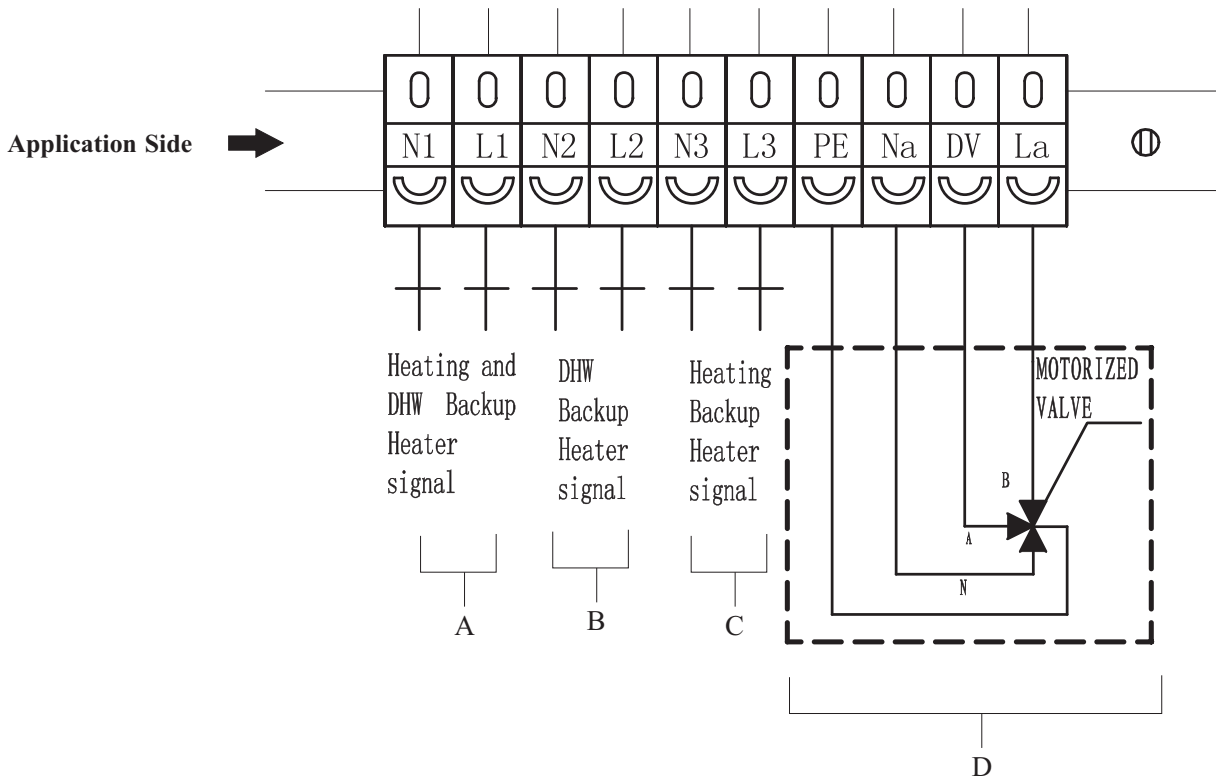 Application Side
N1 L1 N2 L2 N3 L3 PE Na DV La
Heating and
DHW Backup
Heater
signal
DHW
Backup
Heater
signal
Heating
Backup
Heater
signal
MOTORIZED
VALVE
B
A
N
A
B
C
D